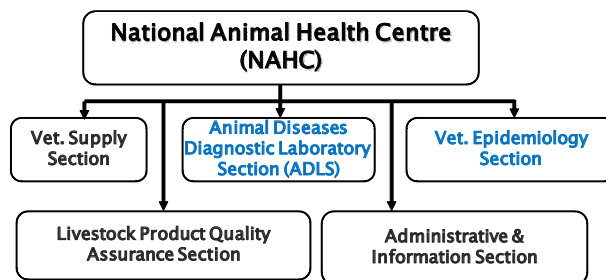 National Animal Health Centre
(NAHC)
Vet. Supply
Section
Animal Diseases
Diagnostic Laboratory
Section (ADLS)
Vet. Epidemiology
Section
Livestock Product Quality
Assurance Section
Administrative &
Information Section